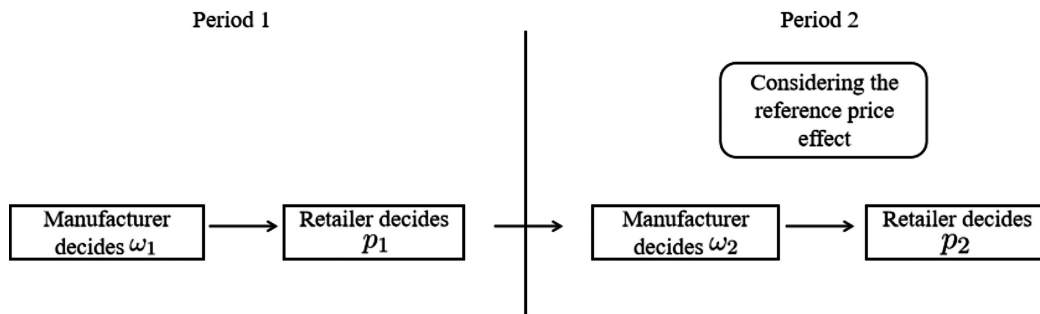 Period 1
Period 2
Considering the
reference price
effect
Manufacturer
decides ω₁
Retailer decides
p₁
Manufacturer
decides ω₂
Retailer decides
p₂